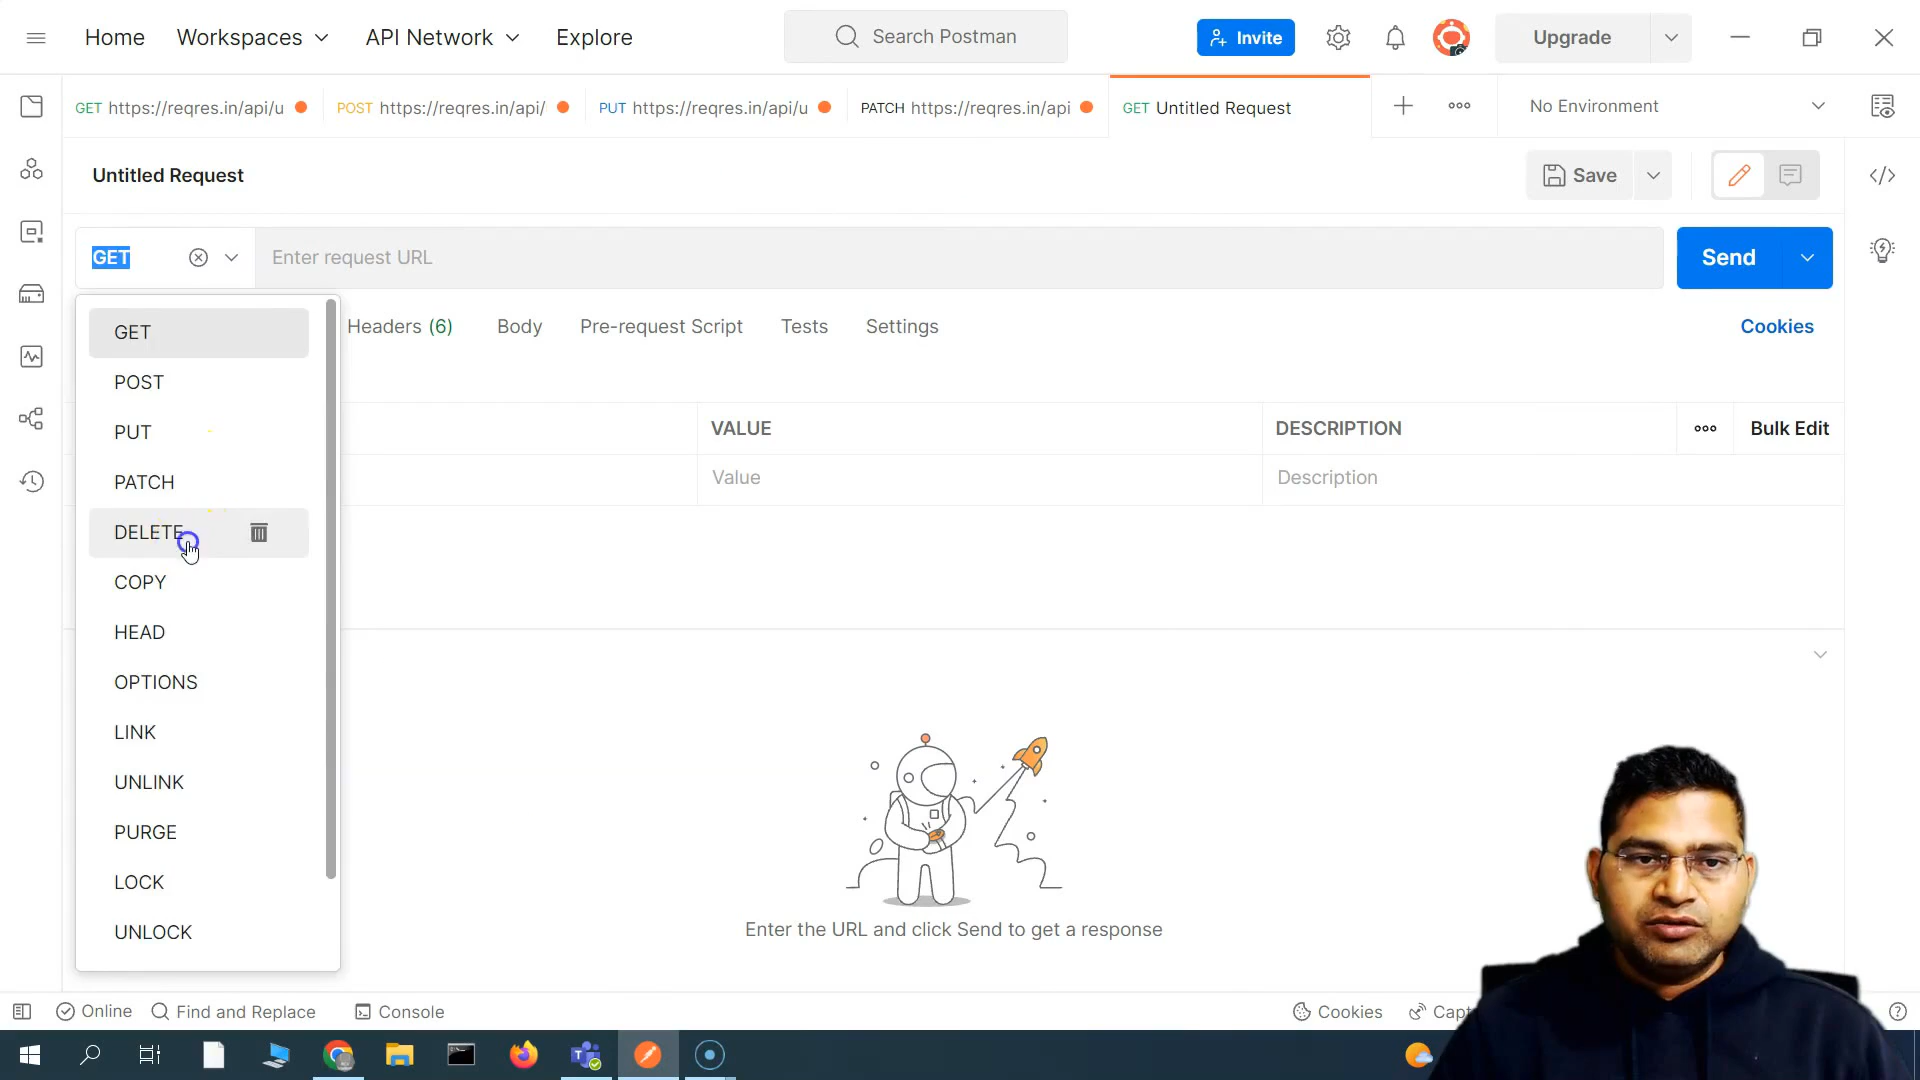 Home Workspaces API Network Explore Search Postman Invite Upgrade
GET https://reqres.in/api/u POST https://reqres.in/api/ PUT https://reqres.in/api/u PATCH https://reqres.in/api GET Untitled Request No Environment
Untitled Request Save
GET Enter request URL Send
Headers (6) Body Pre-request Script Tests Settings Cookies
GET
POST
PUT
PATCH
DELETE
COPY
HEAD
OPTIONS
LINK
UNLINK
PURGE
LOCK
UNLOCK
VALUE DESCRIPTION Bulk Edit
Value Description
Enter the URL and click Send to get a response
Online Find and Replace Console Cookies Capt